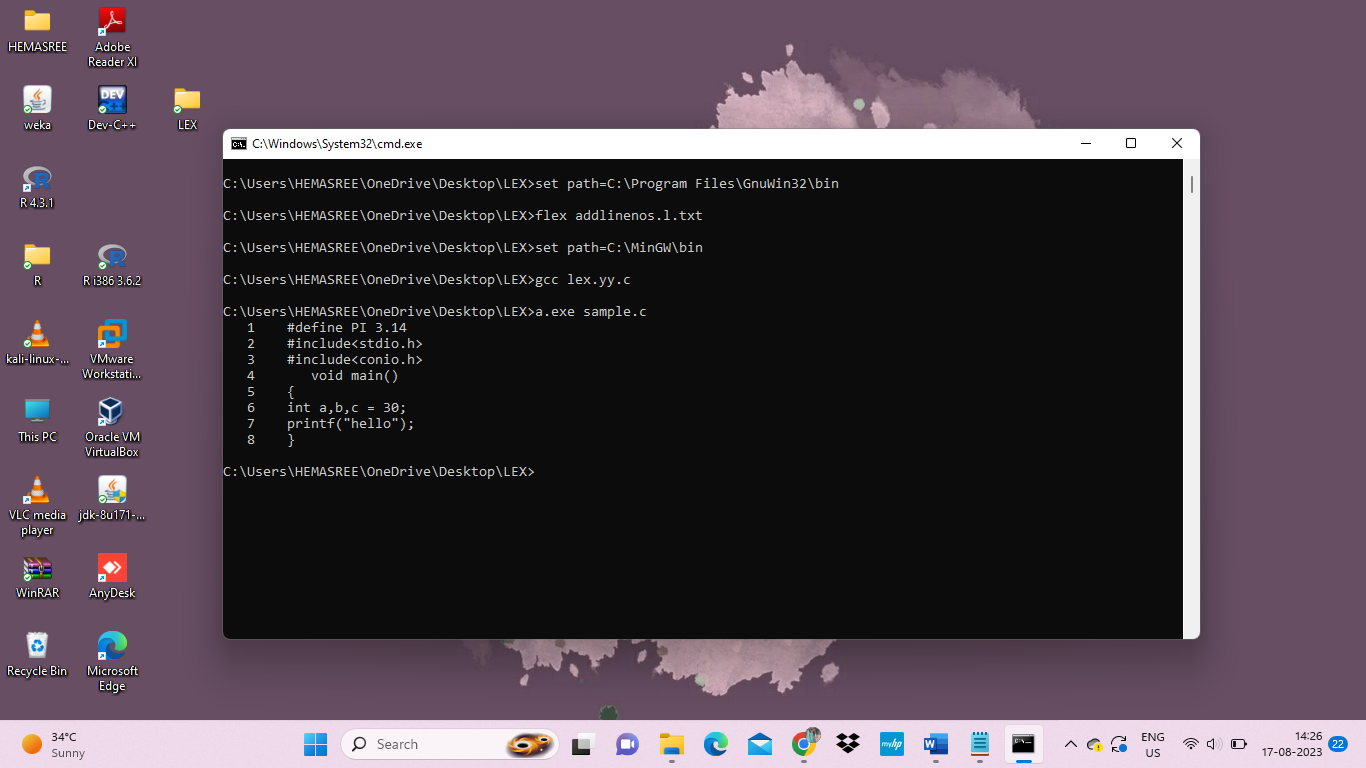 HEMASREE
Adobe
Reader XI
weka
Dev-C++
LEX
R 4.3.1
R
R i386 3.6.2
kali-linux-...
VMware
Workstati...
This PC
Oracle VM
VirtualBox
VLC media
player
jdk-8u171-...
WinRAR
AnyDesk
Recycle Bin
Microsoft
Edge
DEV
C:\Windows\System32\cmd.exe
C:\Users\HEMASREE\OneDrive\Desktop\LEX>set path=C:\Program Files\GnuWin32\bin
C:\Users\HEMASREE\OneDrive\Desktop\LEX>flex addlinenos.l.txt
C:\Users\HEMASREE\OneDrive\Desktop\LEX>set path=C:\MinGW\bin
C:\Users\HEMASREE\OneDrive\Desktop\LEX>gcc lex.yy.c
C:\Users\HEMASREE\OneDrive\Desktop\LEX>a.exe sample.c
1 #define PI 3.14
2 #include<stdio.h>
3 #include<conio.h>
4 void main()
5 {
6 int a,b,c = 30;
7 printf("hello");
8 }
C:\Users\HEMASREE\OneDrive\Desktop\LEX>
34°C
Sunny
Search
myhp
ENG
US
14:26
17-08-2023
22